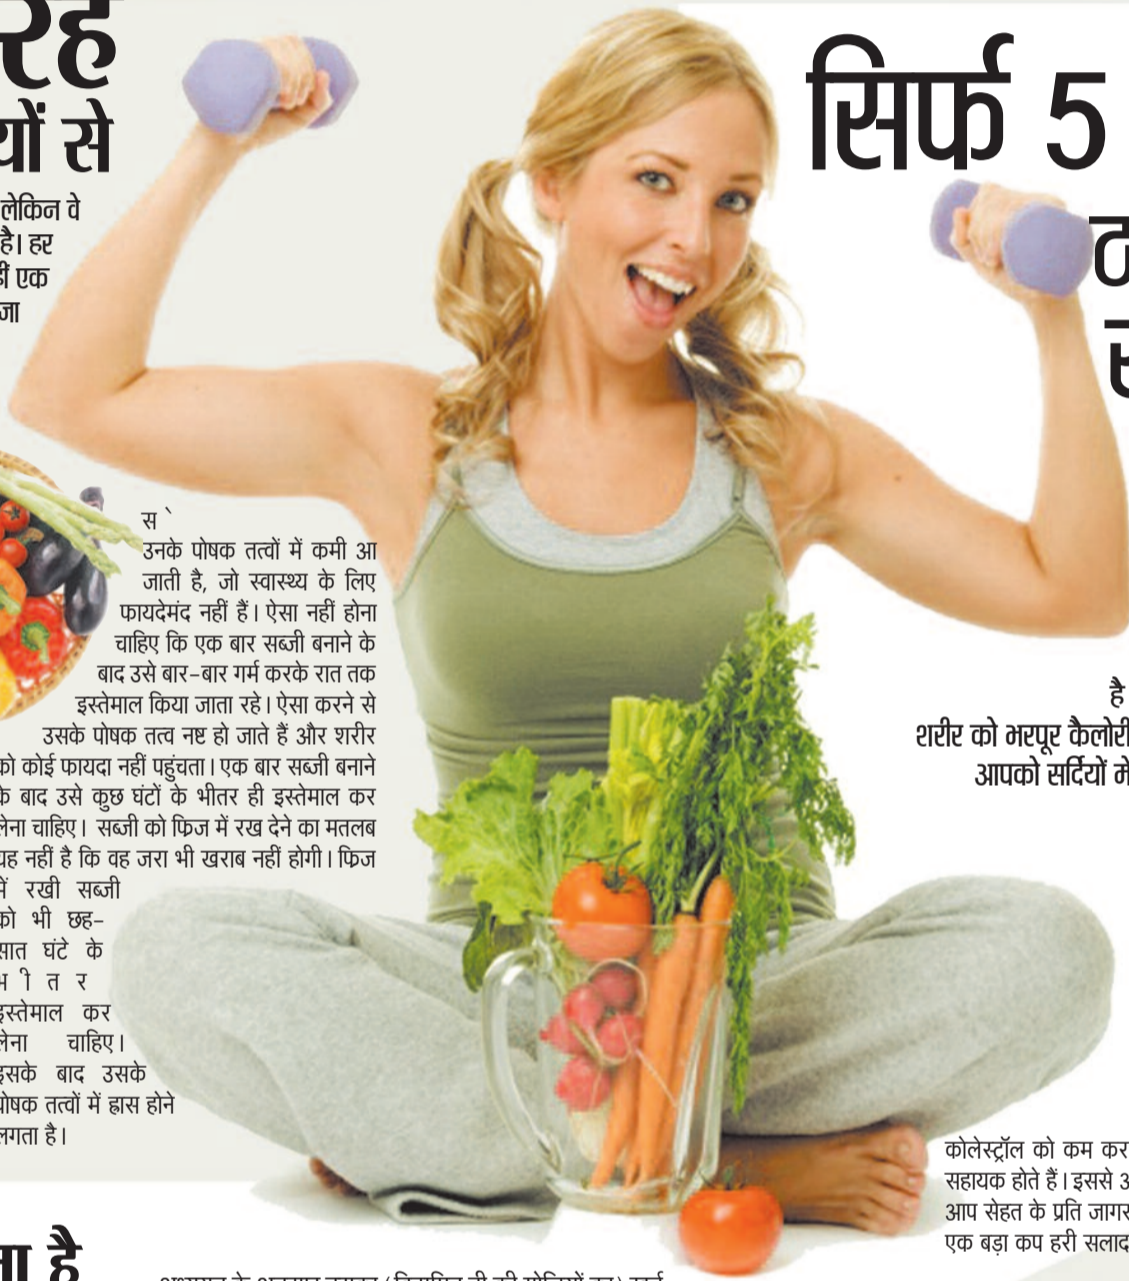 रहे
यों से
लेकिन वे
है। हर
एक
जा
स े
उनके पोषक तत्वों में कमी आ
जाती है, जो स्वास्थ्य के लिए
फायदेमंद नहीं हैं। ऐसा नहीं होना
चाहिए कि एक बार सब्जी बनाने के
बाद उसे बार-बार गर्म करके रात तक
इस्तेमाल किया जाता रहे। ऐसा करने से
उसके पोषक तत्व नष्ट हो जाते हैं और शरीर
को कोई फायदा नहीं पहुंचता। एक बार सब्जी बनाने
के बाद उसे कुछ घंटों के भीतर ही इस्तेमाल कर
लेना चाहिए। सब्जी को फ्रिज में रख देने का मतलब
यह नहीं है कि वह जरा भी खराब नहीं होगी। फ्रिज
में रखी सब्जी
को भी छह-
सात घंटे के
भ ी त र
इस्तेमाल कर
लेना चाहिए।
इसके बाद उसके
पोषक तत्वों में ह्रास होने
लगता है।
है
सिर्फ 5
है
शरीर को भरपूर कैलोरी
आपको सर्दियों में
कोलेस्ट्रॉल को कम कर
सहायक होते हैं। इससे
आप सेहत के प्रति
एक बड़ा कप हरी सलाद